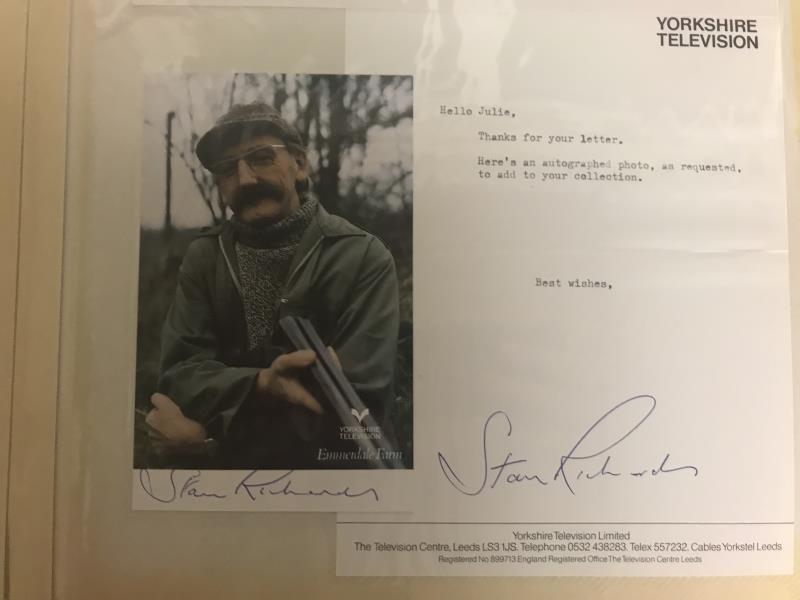 YORKSHIRE
TELEVISION
Hello Julie,
Thanks for your letter.
Here's an autographed photo, as requested,
to add to your collection.
Best wishes,
Stan Richards
YORKSHIRE
TELEVISION
Emmerdale Farm
Stan Richards
Yorkshire Television Limited
The Television Centre, Leeds LS3 1JS. Telephone 0532 438283. Telex 557232. Cables Yorkstel Leeds
Registered No 899713 England Registered Office The Television Centre Leeds